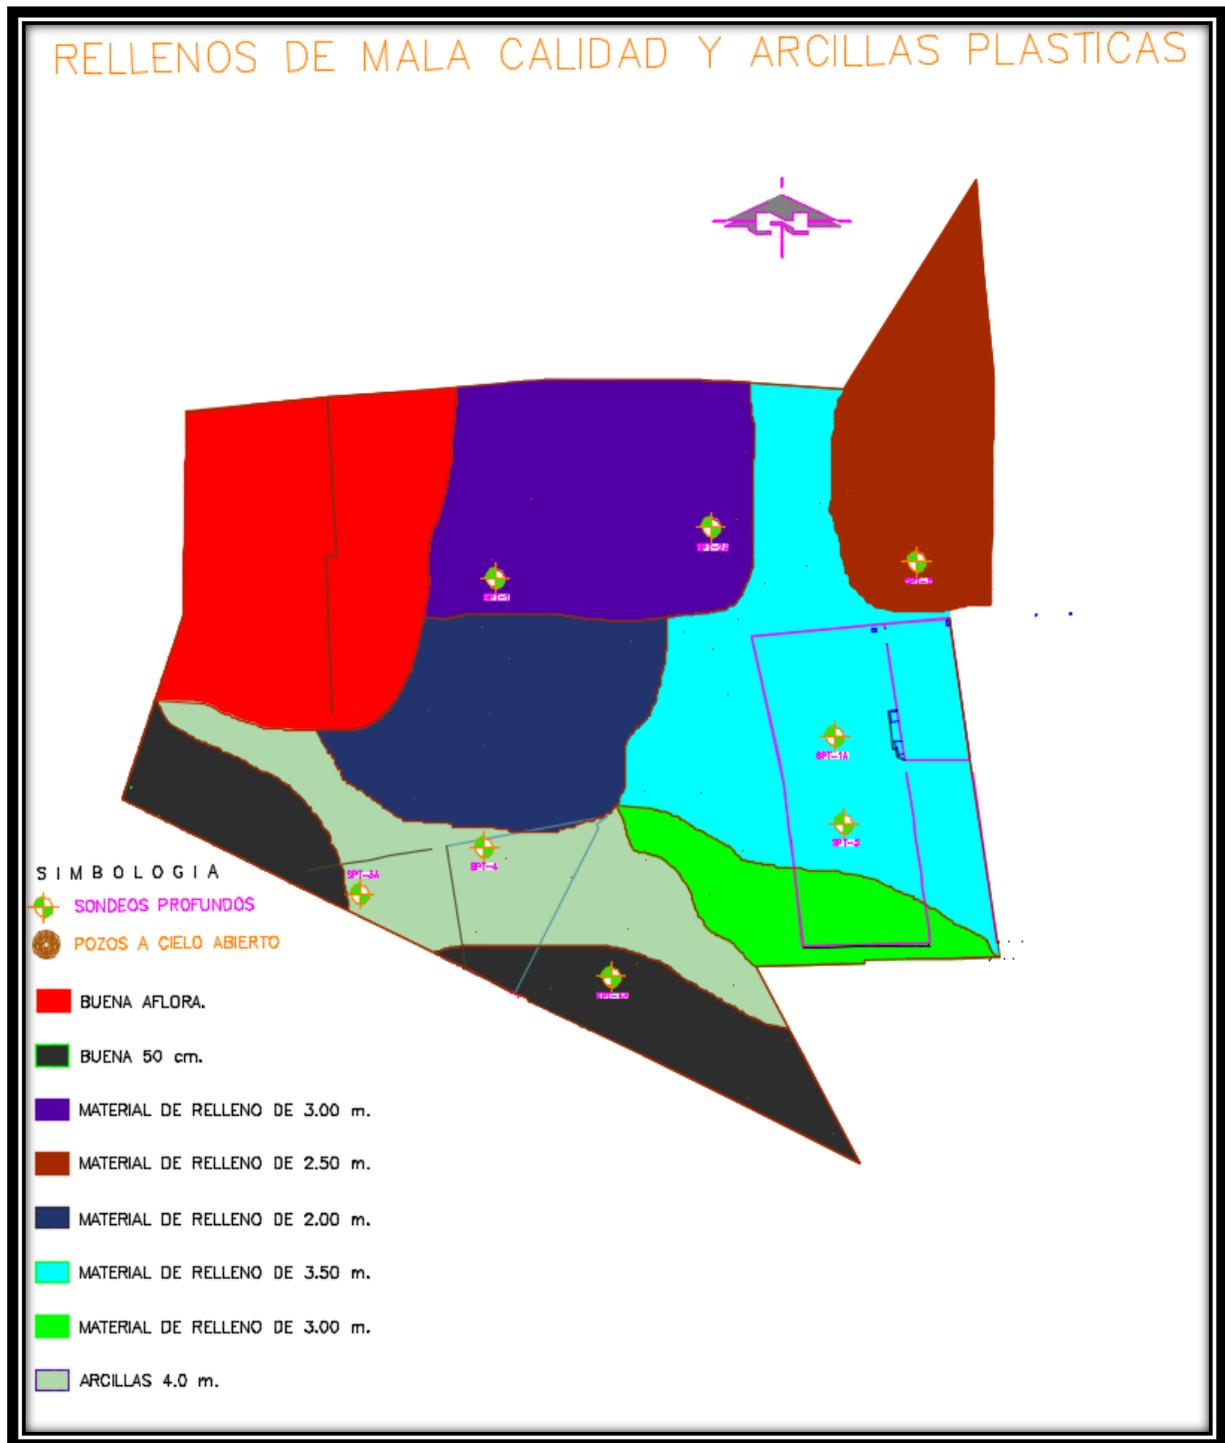 RELLENOS DE MALA CALIDAD Y ARCILLAS PLASTICAS
N
SPT-1A
SPT-4
SPT-3A
SIMBOLOGIA
SONDEOS PROFUNDOS
POZOS A CIELO ABIERTO
BUENA AFLORA.
BUENA 50 cm.
MATERIAL DE RELLENO DE 3.00 m.
MATERIAL DE RELLENO DE 2.50 m.
MATERIAL DE RELLENO DE 2.00 m.
MATERIAL DE RELLENO DE 3.50 m.
MATERIAL DE RELLENO DE 3.00 m.
ARCILLAS 4.0 m.